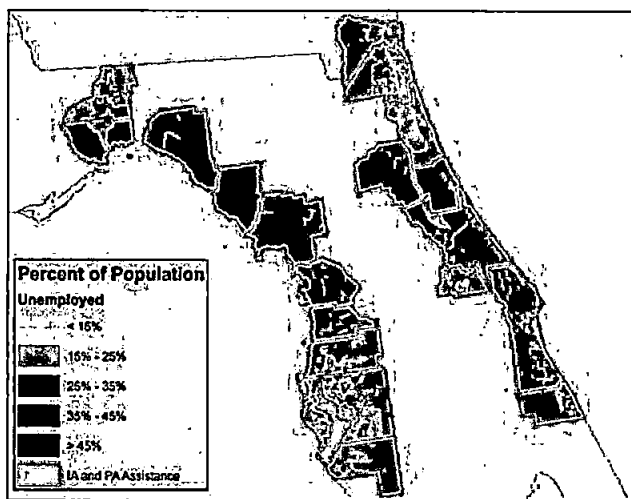 Percent of Population
Unemployed
< 15%
15% - 25%
25% - 35%
35% - 45%
> 45%
IA and PA Assistance